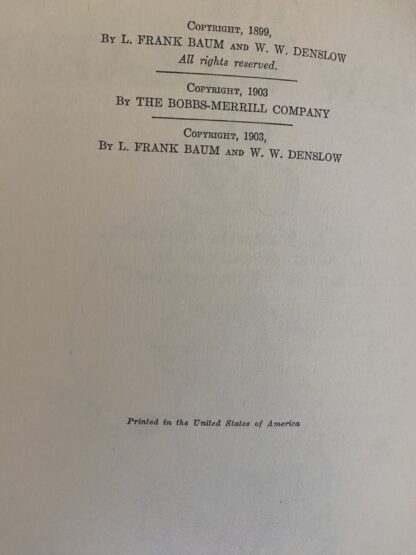 Copyright, 1899,
By L. FRANK BAUM and W. W. DENSLOW
All rights reserved.
Copyright, 1903
By THE BOBBS-MERRILL COMPANY
Copyright, 1903,
By L. FRANK BAUM and W. W. DENSLOW
Printed in the United States of America